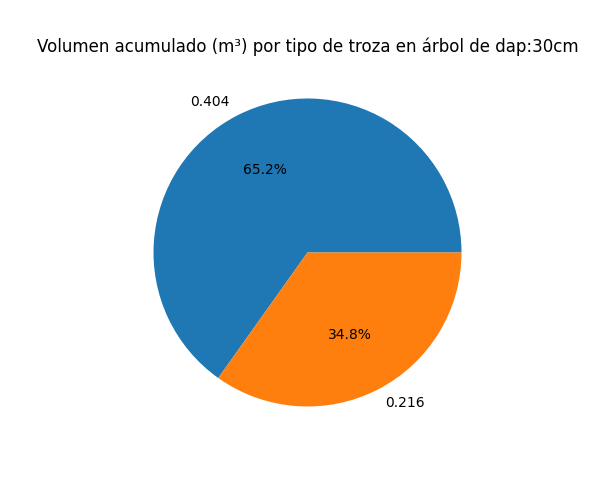 Volumen acumulado (m³) por tipo de troza en árbol de dap:30cm
0.404
65.2%
34.8%
0.216